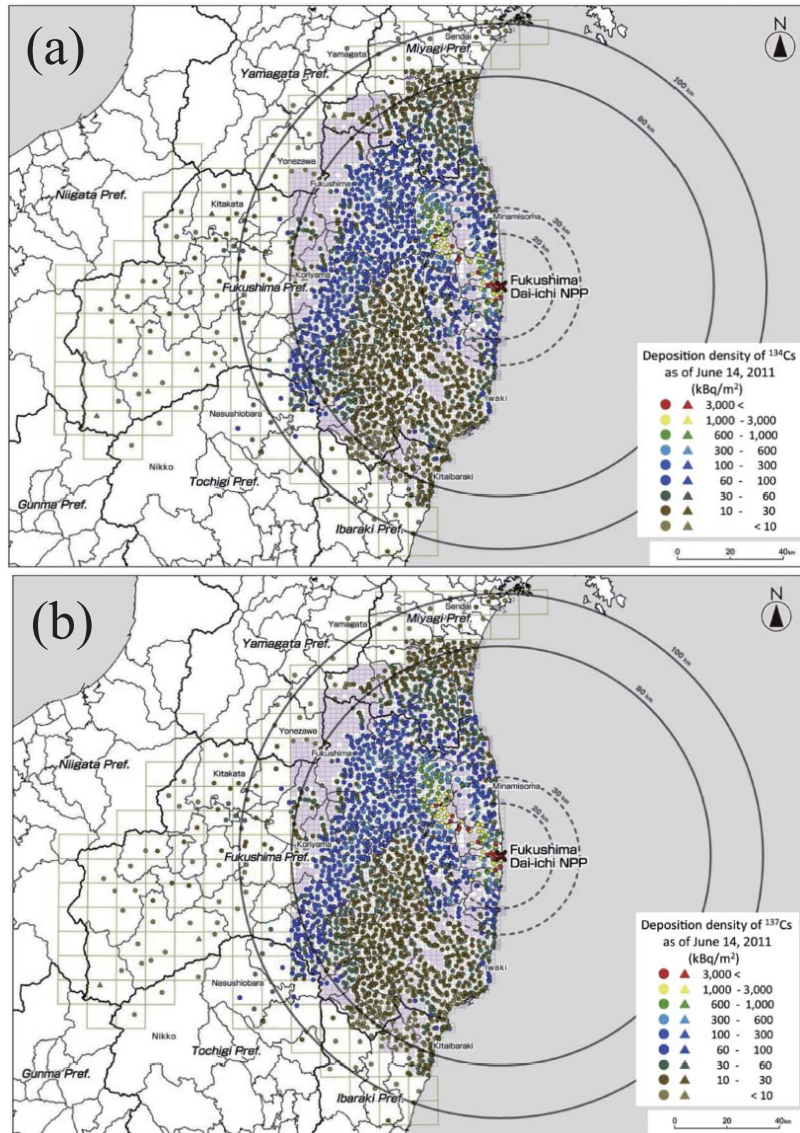 (a)
N
Sendai
Miyagi Pref.
Yamagata
Yamagata Pref.
100 km
80 km
Yonezawa
Niigata Pref.
Fukushima
Kitakata
Minamisoma
30 km
20 km
Koriyama
Fukushima Pref.
Fukushima
Dai-ichi NPP
Deposition density of ¹³⁴Cs
as of June 14, 2011
(kBq/m²)
3,000 <
1,000 - 3,000
600 - 1,000
300 - 600
100 - 300
60 - 100
30 - 60
10 - 30
< 10
Iwaki
Nasushiobara
Nikko
Tochigi Pref.
Kitaibaraki
Gunma Pref.
Ibaraki Pref.
0 20 40km
(b)
N
Sendai
Miyagi Pref.
Yamagata
Yamagata Pref.
100 km
80 km
Yonezawa
Fukushima
Niigata Pref.
Kitakata
Minamisoma
30 km
20 km
Koriyama
Fukushima Pref.
Fukushima
Dai-ichi NPP
Deposition density of ¹³⁷Cs
as of June 14, 2011
(kBq/m²)
3,000 <
1,000 - 3,000
600 - 1,000
300 - 600
100 - 300
60 - 100
30 - 60
10 - 30
< 10
Iwaki
Nasushiobara
Nikko
Tochigi Pref.
Kitaibaraki
Gunma Pref.
Ibaraki Pref.
0 20 40km